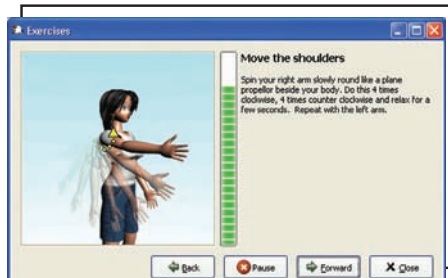 Exercises
Move the shoulders
Spin your right arm slowly round like a plane
propellor beside your body. Do this 4 times
clockwise, 4 times counter clockwise and relax for a
few seconds. Repeat with the left arm.
Back
Pause
Forward
Close